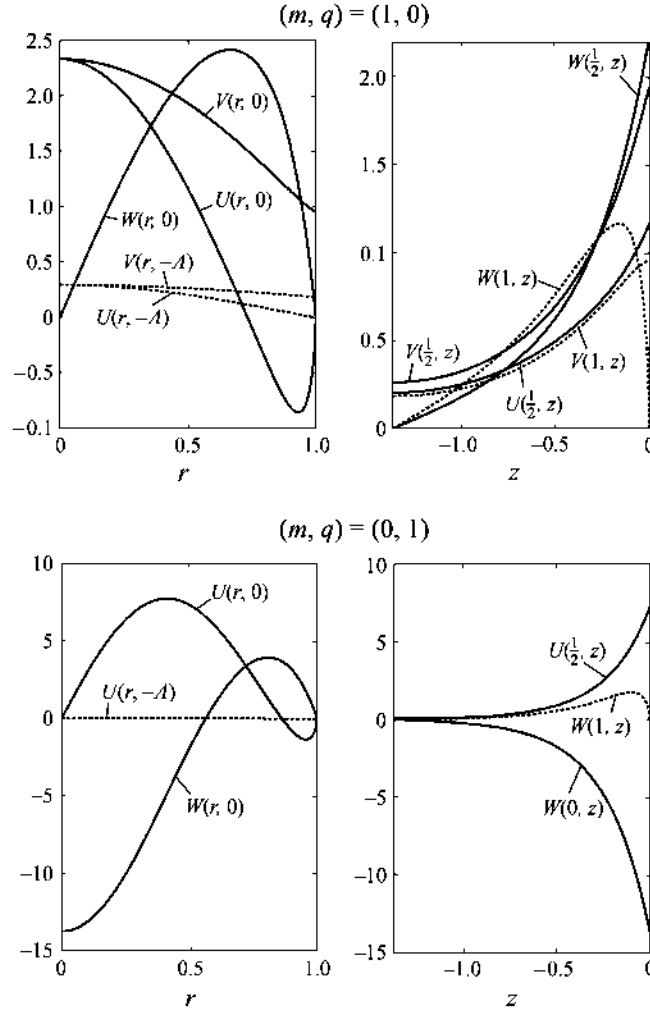 (m, q) = (1, 0)
2.5
2.0
1.5
1.0
0.5
0
−0.5
−0.1
0
0.5
1.0
r
V(r, 0)
U(r, 0)
W(r, 0)
V(r, −Λ)
U(r, −Λ)
2.0
1.5
0.1
0.5
0
−1.0
−0.5
0
z
W(½, z)
W(1, z)
V(½, z)
V(1, z)
U(½, z)
(m, q) = (0, 1)
10
5
0
−5
−10
−15
0
0.5
1.0
r
U(r, 0)
U(r, −Λ)
W(r, 0)
10
5
0
−5
−10
−15
−1.0
−0.5
0
z
U(½, z)
W(1, z)
W(0, z)